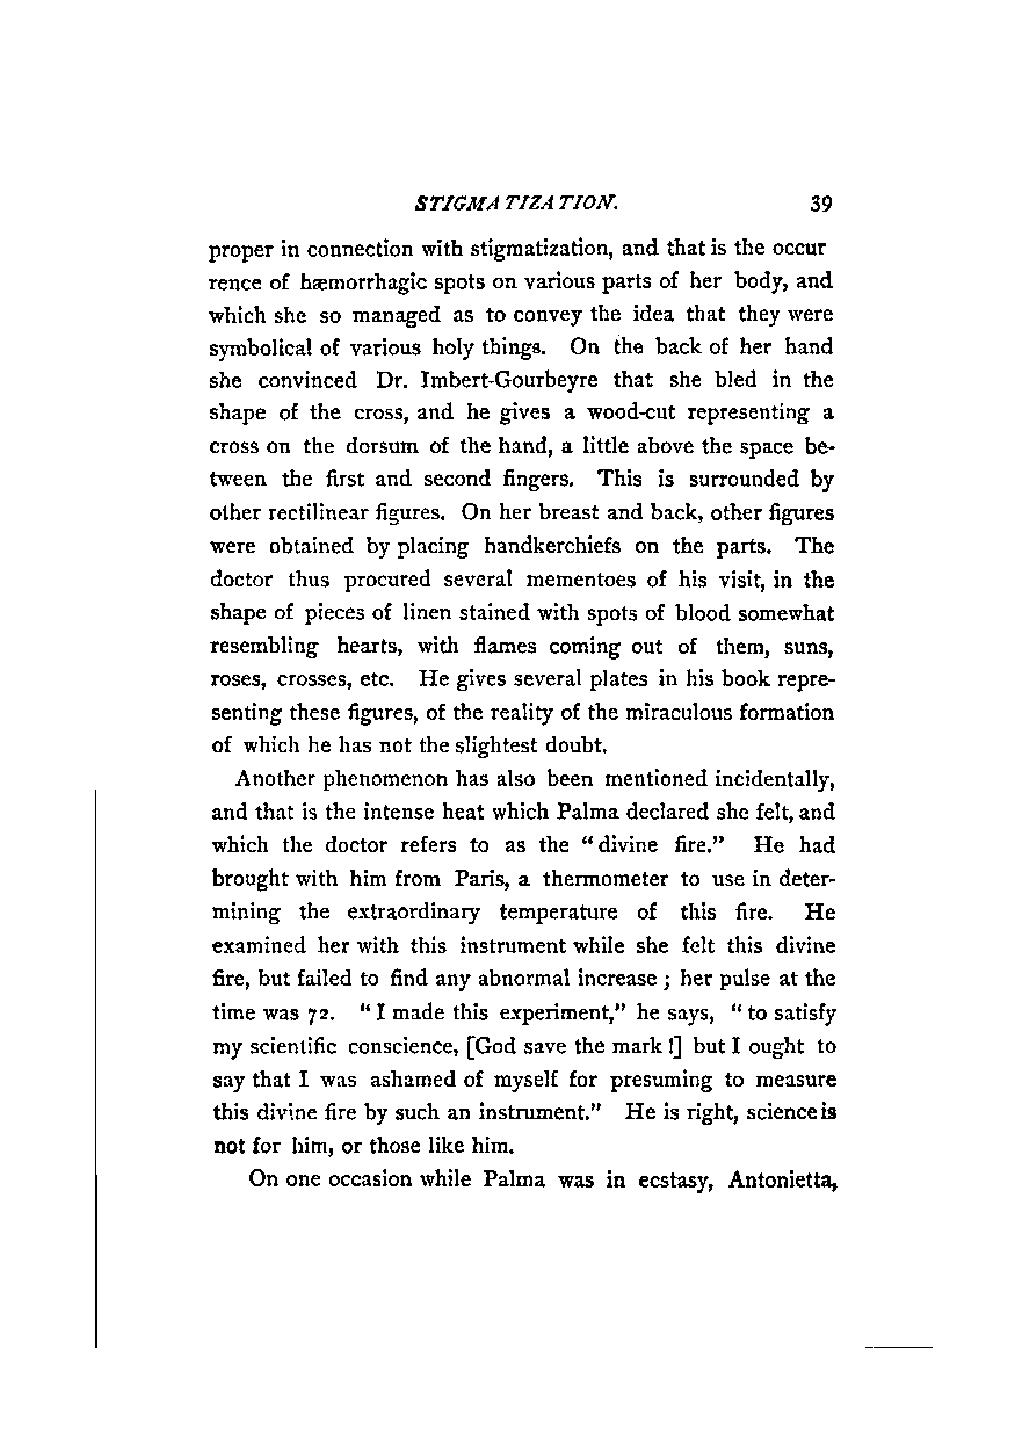 STIGMATIZATION. 39
proper in connection with stigmatization, and that is the occur
rence of hæmorrhagic spots on various parts of her body, and
which she so managed as to convey the idea that they were
symbolical of various holy things. On the back of her hand
she convinced Dr. Imbert-Gourbeyre that she bled in the
shape of the cross, and he gives a wood-cut representing a
cross on the dorsum of the hand, a little above the space be-
tween the first and second fingers. This is surrounded by
other rectilinear figures. On her breast and back, other figures
were obtained by placing handkerchiefs on the parts. The
doctor thus procured several mementoes of his visit, in the
shape of pieces of linen stained with spots of blood somewhat
resembling hearts, with flames coming out of them, suns,
roses, crosses, etc. He gives several plates in his book repre-
senting these figures, of the reality of the miraculous formation
of which he has not the slightest doubt.
Another phenomenon has also been mentioned incidentally,
and that is the intense heat which Palma declared she felt, and
which the doctor refers to as the "divine fire." He had
brought with him from Paris, a thermometer to use in deter-
mining the extraordinary temperature of this fire. He
examined her with this instrument while she felt this divine
fire, but failed to find any abnormal increase; her pulse at the
time was 72. "I made this experiment," he says, "to satisfy
my scientific conscience, [God save the mark!] but I ought to
say that I was ashamed of myself for presuming to measure
this divine fire by such an instrument." He is right, science is
not for him, or those like him.
On one occasion while Palma was in ecstasy, Antonietta,